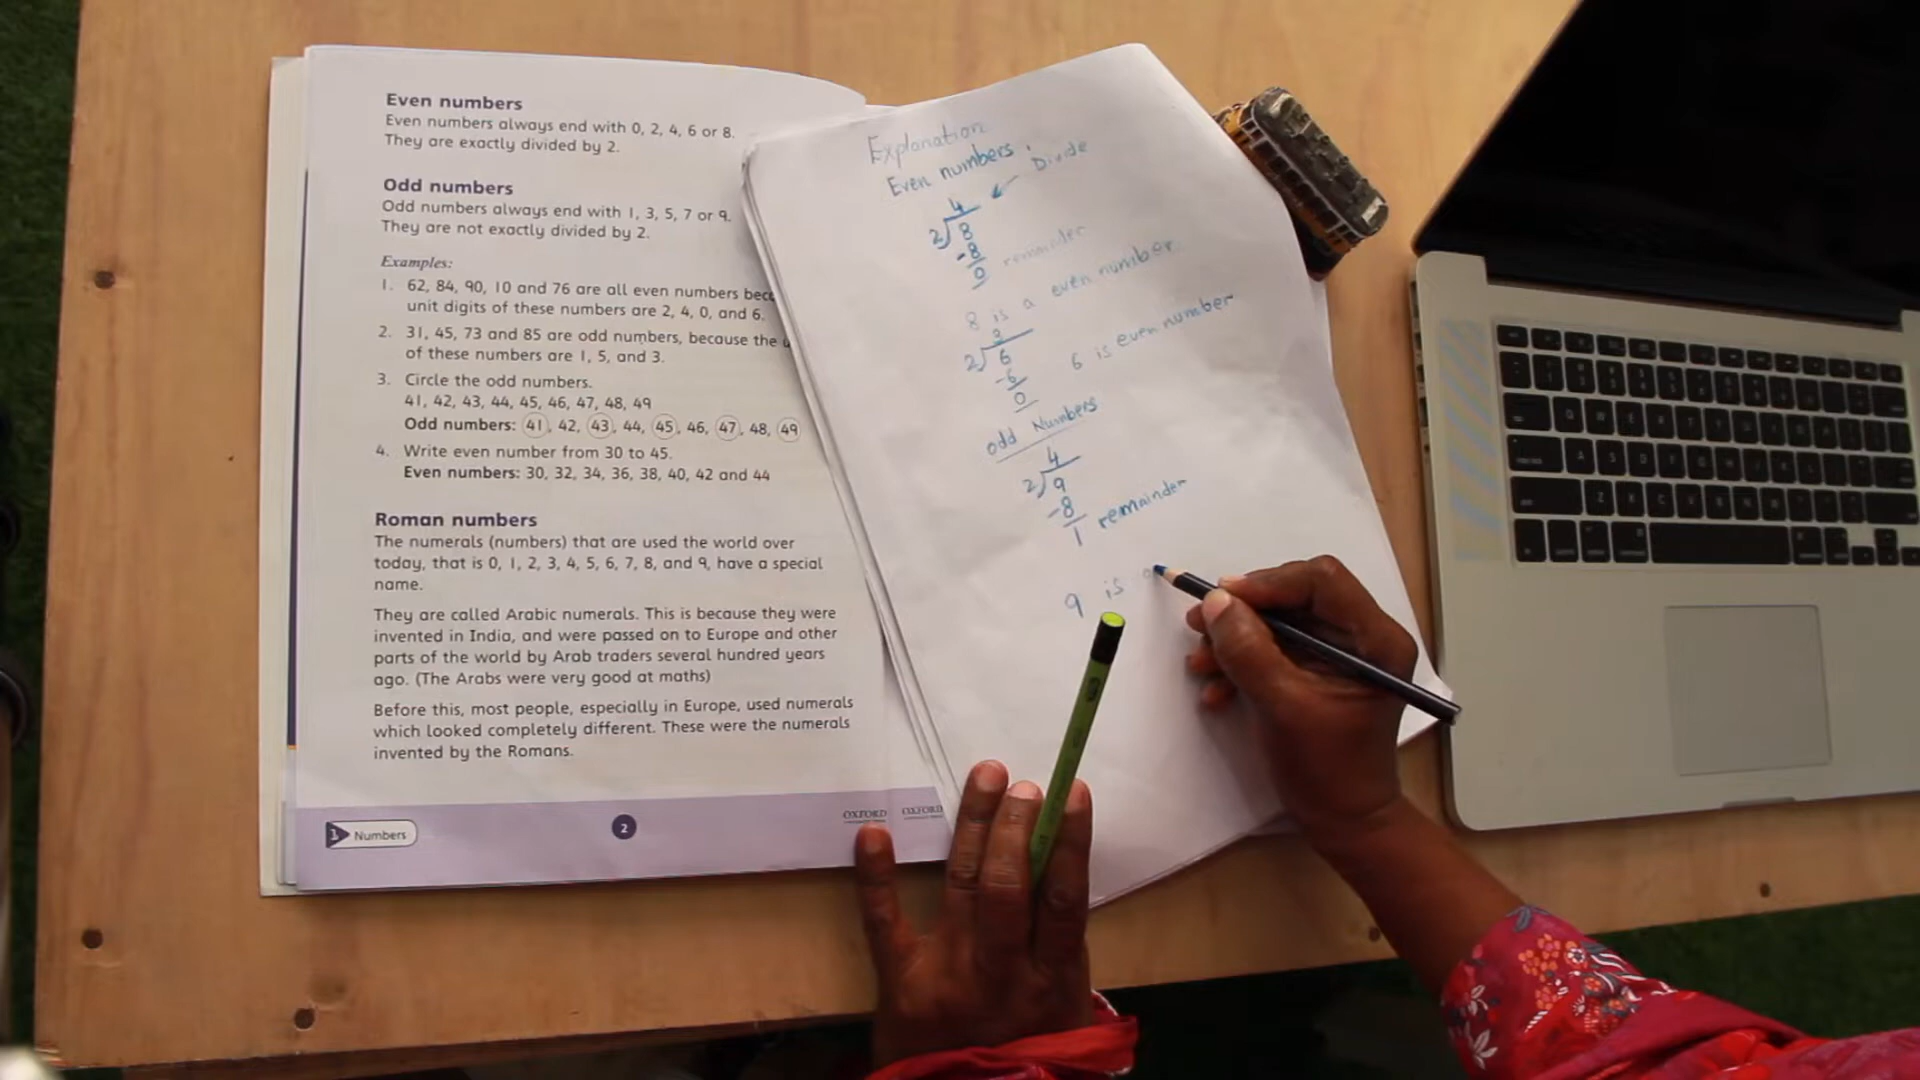 Even numbers
Even numbers always end with 0, 2, 4, 6 or 8.
They are exactly divided by 2.
Odd numbers
Odd numbers always end with 1, 3, 5, 7 or 9.
They are not exactly divided by 2.
Examples:
1. 62, 84, 90, 10 and 76 are all even numbers
unit digits of these numbers are 2, 4, 0, and 6.
2. 31, 45, 73 and 85 are odd numbers, because the
of these numbers are 1, 5, and 3.
3. Circle the odd numbers.
41, 42, 43, 44, 45, 46, 47, 48, 49
Odd numbers: 41, 42, 43, 44, 45, 46, 47, 48, 49
4. Write even number from 30 to 45.
Even numbers: 30, 32, 34, 36, 38, 40, 42 and 44
Roman numbers
The numerals (numbers) that are used the world over
today, that is 0, 1, 2, 3, 4, 5, 6, 7, 8, and 9, have a special
name.
They are called Arabic numerals. This is because they were
invented in India, and were passed on to Europe and other
parts of the world by Arab traders several hundred years
ago. (The Arabs were very good at maths)
Before this, most people, especially in Europe, used numerals
which looked completely different. These were the numerals
invented by the Romans.
1 Numbers
2
OXFORD
OXFORD
Explanation
Even numbers.
Divide
4
2)8
-8
0 remainder
8 is a even number
3
2)6
-6
0
6 is even number
odd Numbers
4
2)9
-8
1 remainder
9 is